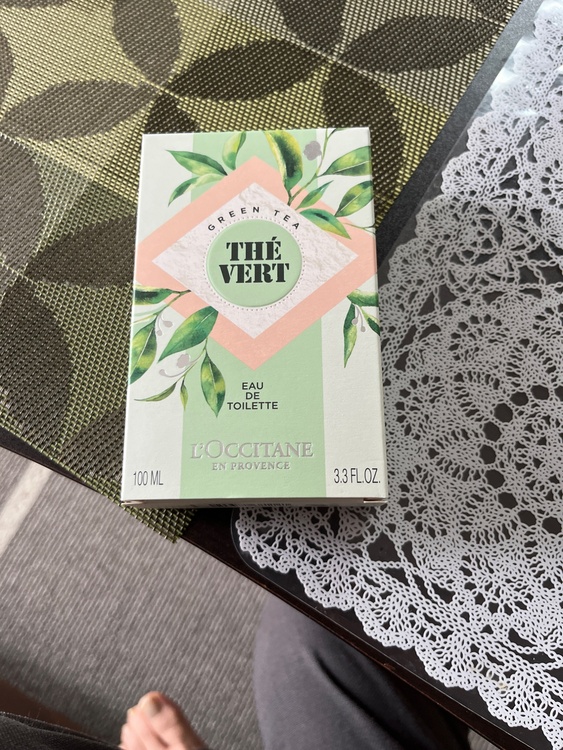 GREEN TEA
THÉ
VERT
EAU
DE
TOILETTE
L'OCCITANE
EN PROVENCE
100 ML
3.3 FL.OZ.